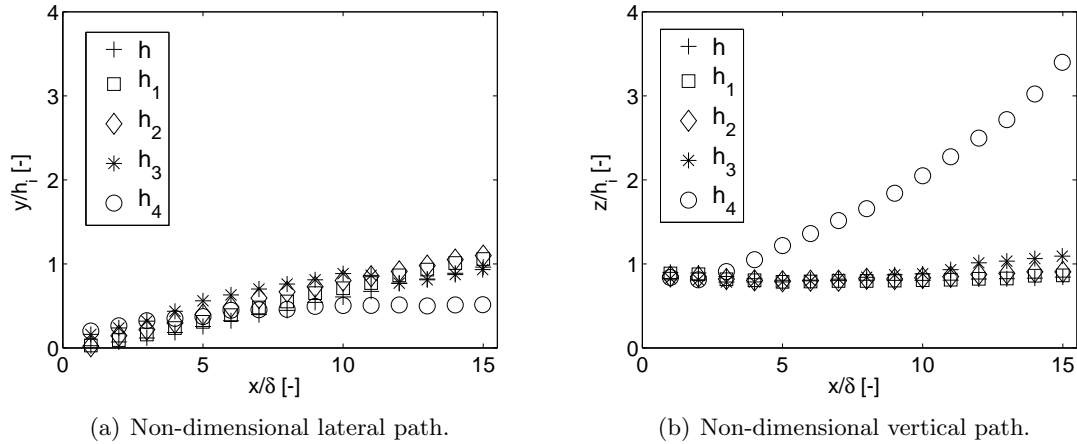 4
3
2
1
0
0
5
10
15
y/h_i [-]
x/δ [-]
h
h_1
h_2
h_3
h_4
(a) Non-dimensional lateral path.
4
3
2
1
0
0
5
10
15
z/h_i [-]
x/δ [-]
h
h_1
h_2
h_3
h_4
(b) Non-dimensional vertical path.